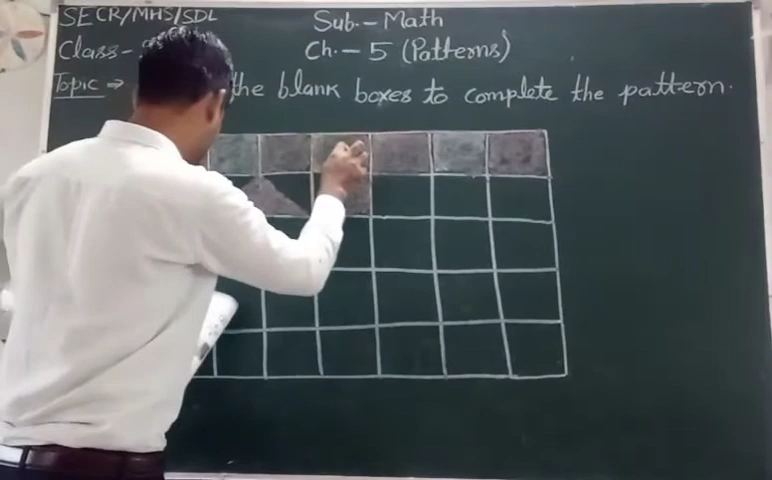 SECR/MHS/SDL
Sub.- Math
Class-
Ch.- 5 (Patterns)
Topic ⇒ the blank boxes to complete the pattern.